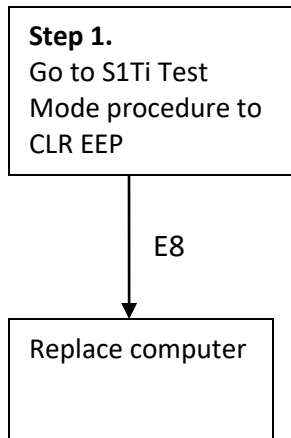 Step 1.
Go to S1Ti Test
Mode procedure to
CLR EEP
E8
Replace computer